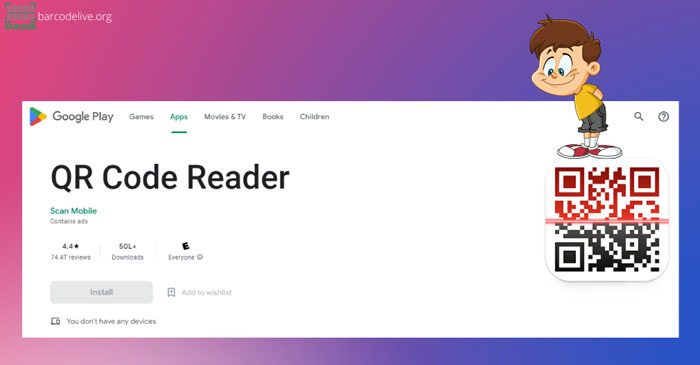 barcodelive.org
Google Play Games Apps Movies & TV Books Children
QR Code Reader
Scan Mobile
Contains ads
4.4★ 50L+ E
74.4T reviews Downloads Everyone
Install Add to wishlist
You don't have any devices